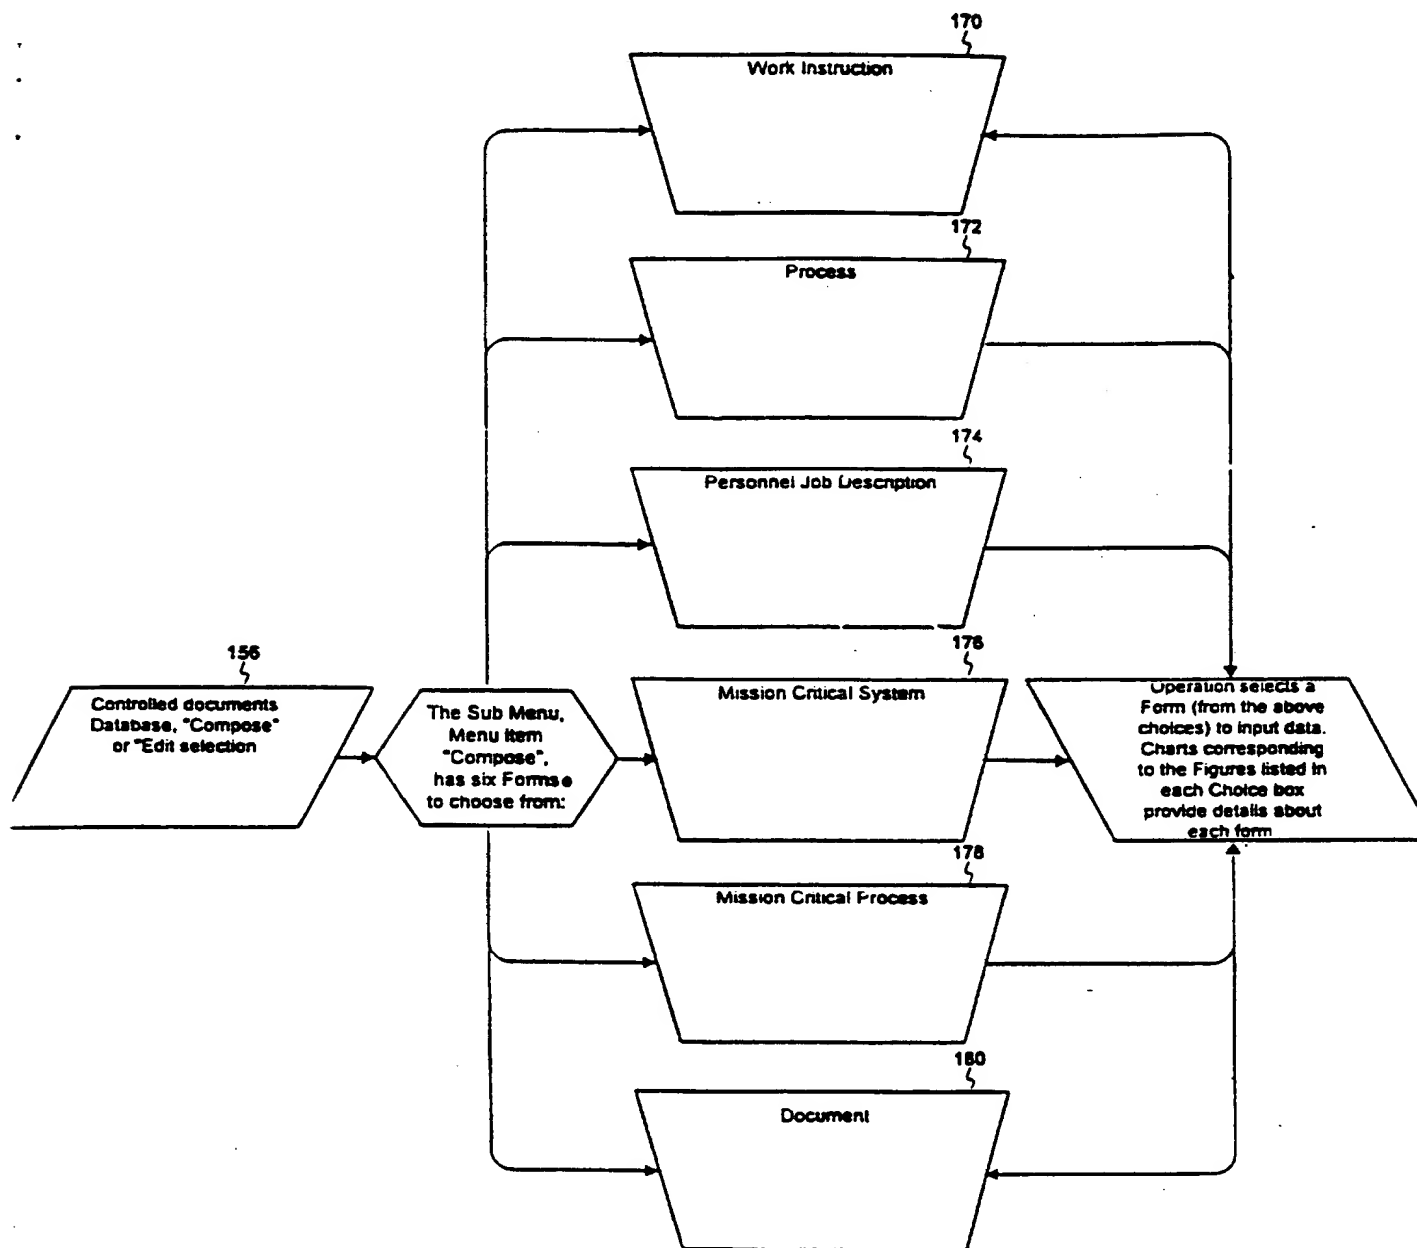 170
Work Instruction
172
Process
174
Personnel Job Description
156
Controlled documents
Database, "Compose"
or "Edit selection
The Sub Menu,
Menu Item
"Compose",
has six Formse
to choose from:
176
Mission Critical System
Operation selects a
Form (from the above
choices) to input data.
Charts corresponding
to the Figures listed in
each Choice box
provide details about
each form
178
Mission Critical Process
180
Document